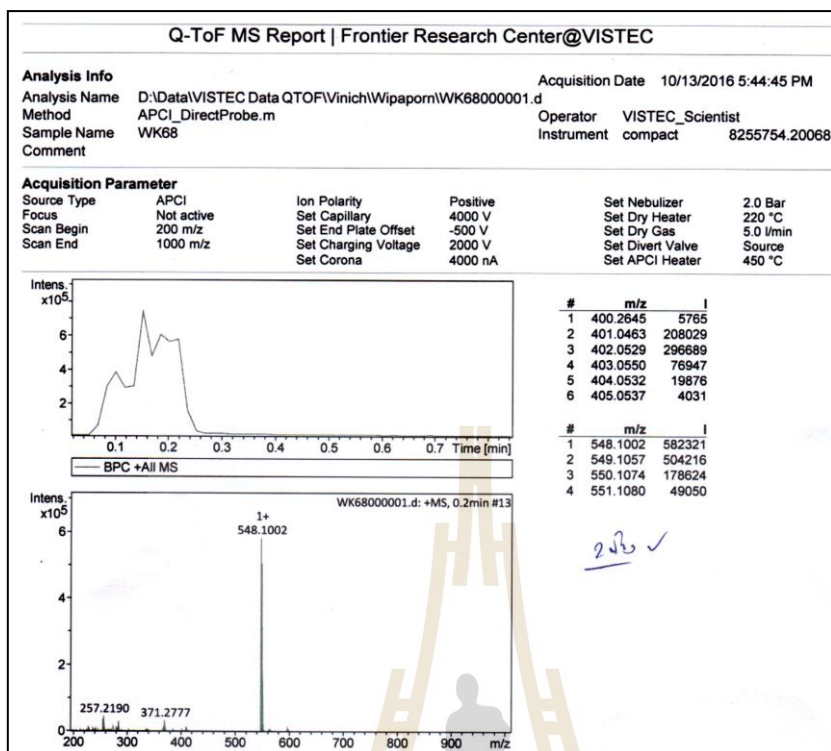 Q-ToF MS Report | Frontier Research Center@VISTEC
Analysis Info
Acquisition Date 10/13/2016 5:44:45 PM
Analysis Name D:\Data\VISTEC Data QTOF\Vinich\Wipaporn\WK68000001.d
Method APCI_DirectProbe.m Operator VISTEC_Scientist
Sample Name WK68 Instrument compact 8255754.20068
Comment
Acquisition Parameter
Source Type APCI Ion Polarity Positive Set Nebulizer 2.0 Bar
Focus Not active Set Capillary 4000 V Set Dry Heater 220 °C
Scan Begin 200 m/z Set End Plate Offset -500 V Set Dry Gas 5.0 l/min
Scan End 1000 m/z Set Charging Voltage 2000 V Set Divert Valve Source
Set Corona 4000 nA Set APCI Heater 450 °C
Intens.
x10⁵
6
4
2
0.1 0.2 0.3 0.4 0.5 0.6 0.7 Time [min]
BPC +All MS
# m/z I
1 400.2645 5765
2 401.0463 208029
3 402.0529 296689
4 403.0550 76947
5 404.0532 19876
6 405.0537 4031
# m/z I
1 548.1002 582321
2 549.1057 504216
3 550.1074 178624
4 551.1080 49050
Intens.
x10⁵
WK68000001.d: +MS, 0.2min #13
1+
548.1002
6
4
2
0
257.2190 371.2777
200 300 400 500 600 700 800 900 m/z